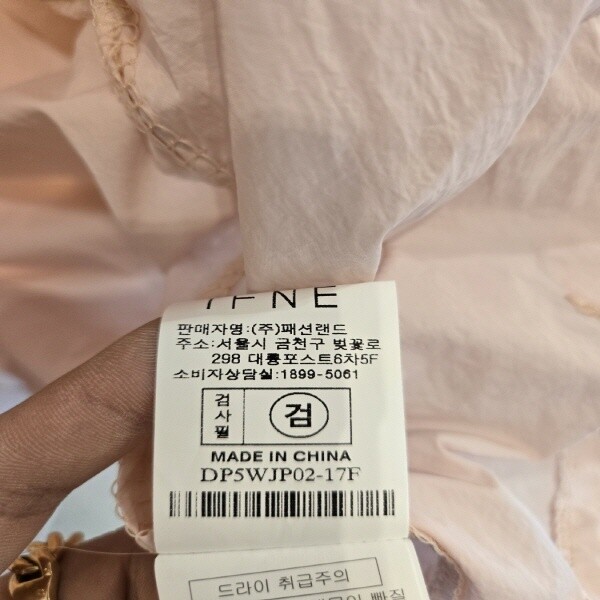 IFNE
판매자명:(주)패션랜드
주소:서울시 금천구 벚꽃로
298 대륭포스트6차5F
소비자상담실:1899-5061
검사필
검
MADE IN CHINA
DP5WJP02-17F
드라이 취급주의